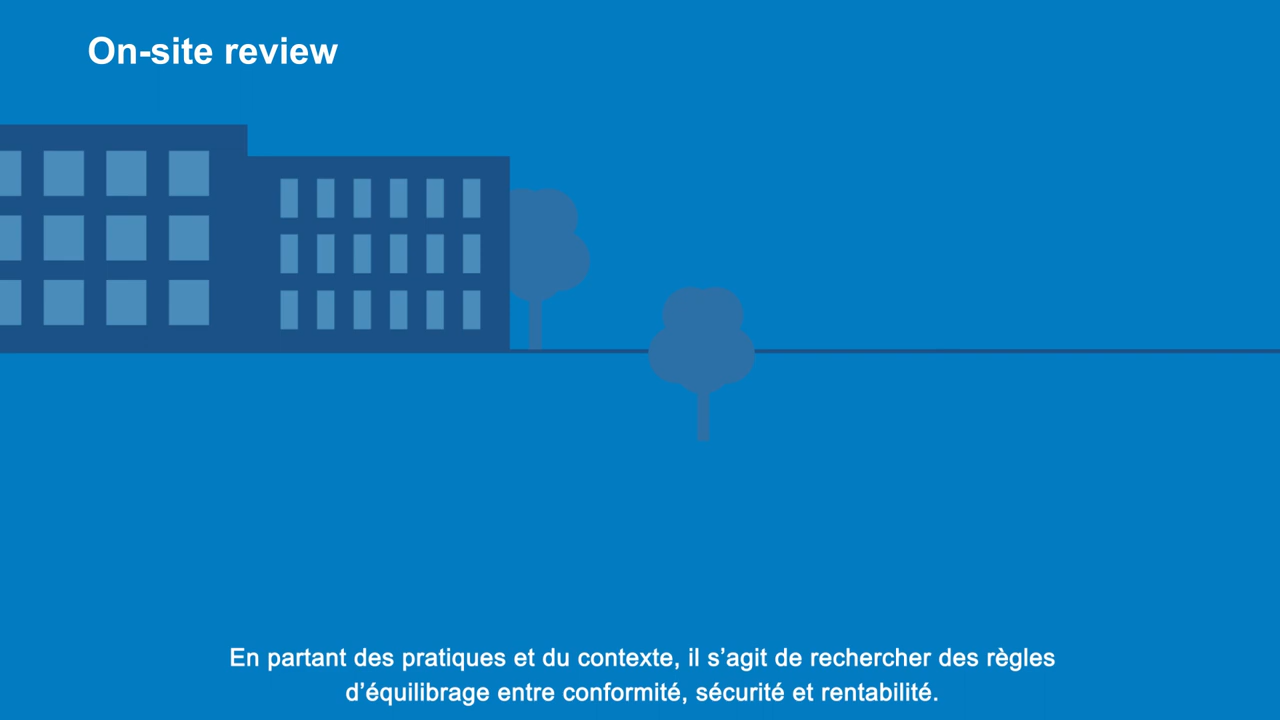 On-site review
En partant des pratiques et du contexte, il s’agit de rechercher des règles
d’équilibrage entre conformité, sécurité et rentabilité.